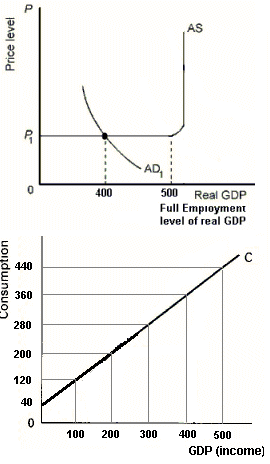 P
Price level
AS
P1
AD1
0
400
500
Real GDP
Full Employment
level of real GDP
Consumption
C
440
360
280
200
120
40
0
100
200
300
400
500
GDP (income)